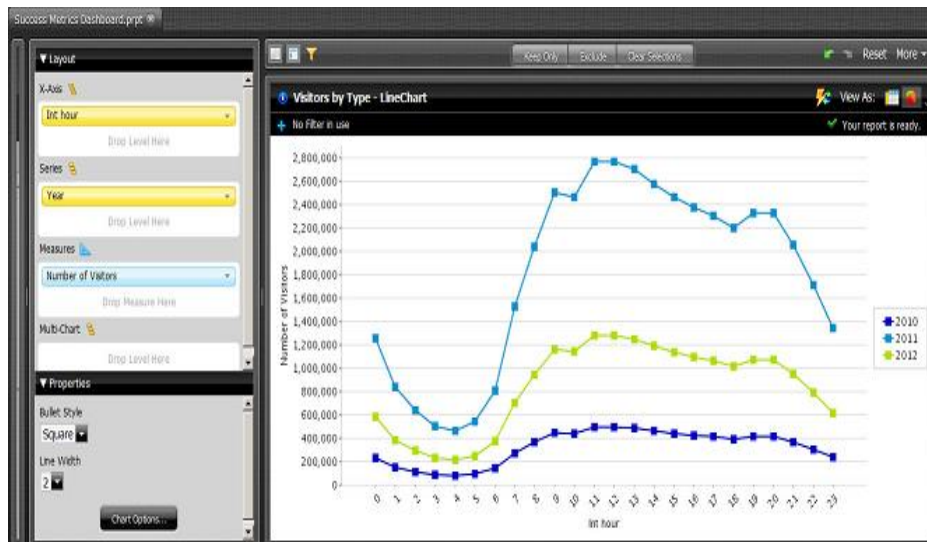 Success Metrics Dashboard.prpt
Layout
X-Axis
Int hour
Drop Level Here
Series
Year
Drop Level Here
Measures
Number of Visitors
Drop Measure Here
Multi-Chart
Drop Level Here
Properties
Bullet Style
Square
Line Width
2
Chart Options...
Keep Only
Exclude
Clear Selections
Reset
More
Visitors by Type - LineChart
View As:
No Filter in use
Your report is ready.
Number of Visitors
2,800,000
2,600,000
2,400,000
2,200,000
2,000,000
1,800,000
1,600,000
1,400,000
1,200,000
1,000,000
800,000
600,000
400,000
200,000
0
0 1 2 3 4 5 6 7 8 9 10 11 12 13 14 15 16 17 18 19 20 21 22 23
Int hour
2010
2011
2012